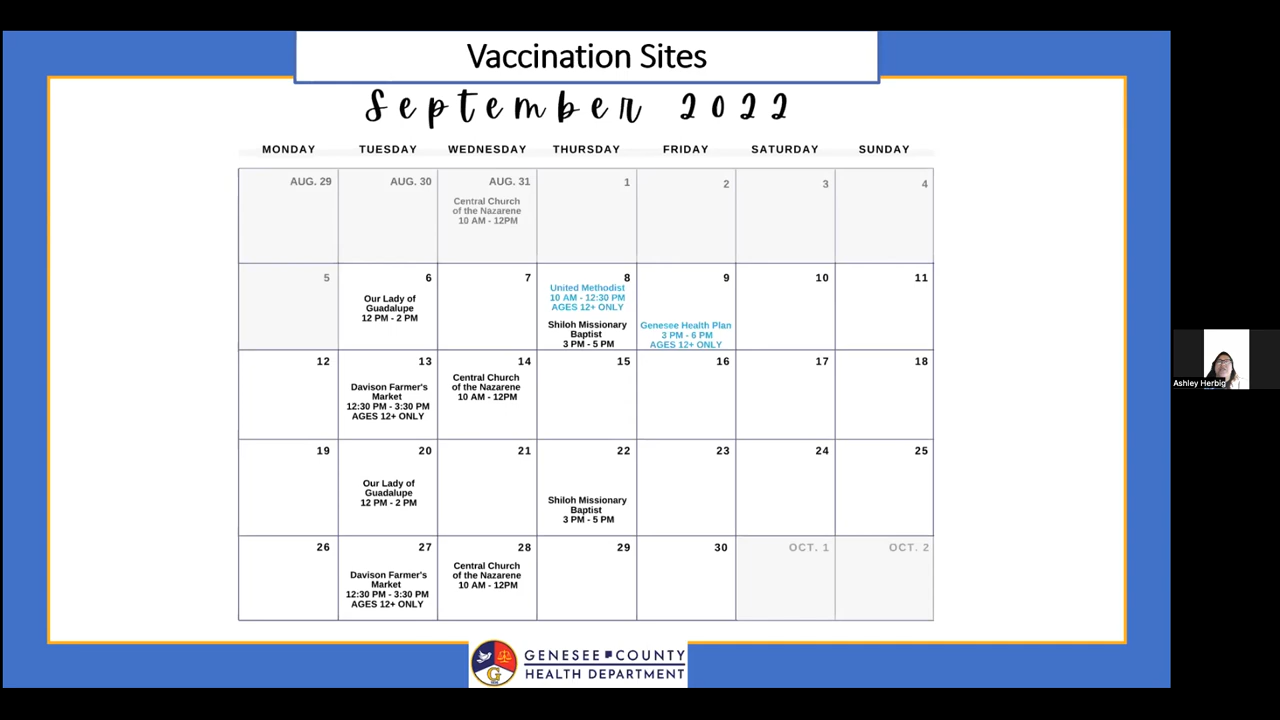 Vaccination Sites
September 2022
MONDAY TUESDAY WEDNESDAY THURSDAY FRIDAY SATURDAY SUNDAY
AUG. 29
AUG. 30
AUG. 31
Central Church
of the Nazarene
10 AM - 12PM
1
2
3
4
5
6
Our Lady of
Guadalupe
12 PM - 2 PM
7
8
United Methodist
10 AM - 12:30 PM
AGES 12+ ONLY
Shiloh Missionary
Baptist
3 PM - 5 PM
9
Genesee Health Plan
3 PM - 6 PM
AGES 12+ ONLY
10
11
12
13
Davison Farmer's
Market
12:30 PM - 3:30 PM
AGES 12+ ONLY
14
Central Church
of the Nazarene
10 AM - 12PM
15
16
17
18
19
20
Our Lady of
Guadalupe
12 PM - 2 PM
21
22
Shiloh Missionary
Baptist
3 PM - 5 PM
23
24
25
26
27
Davison Farmer's
Market
12:30 PM - 3:30 PM
AGES 12+ ONLY
28
Central Church
of the Nazarene
10 AM - 12PM
29
30
OCT. 1
OCT. 2
G
GENESEE COUNTY
HEALTH DEPARTMENT
Ashley Herbig